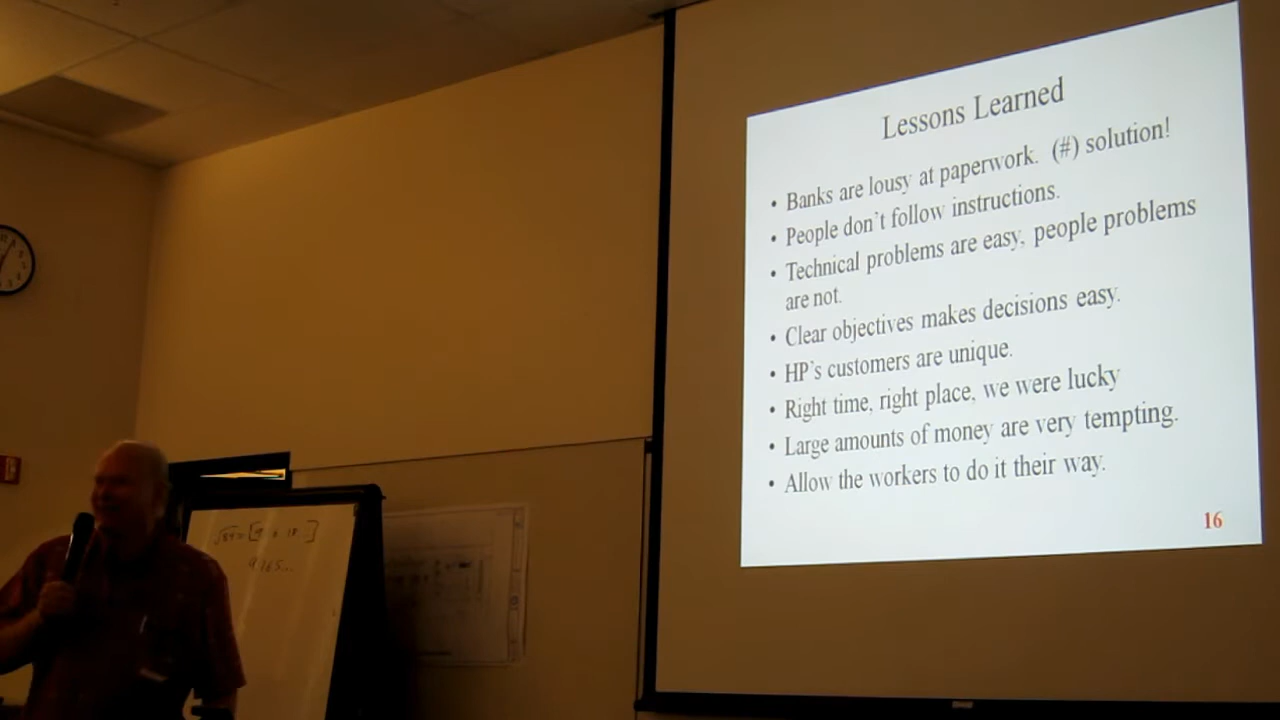 Lessons Learned
• Banks are lousy at paperwork. (#) solution!
• People don't follow instructions.
• Technical problems are easy, people problems
are not.
• Clear objectives makes decisions easy.
• HP's customers are unique.
• Right time, right place, we were lucky
• Large amounts of money are very tempting.
• Allow the workers to do it their way.
16